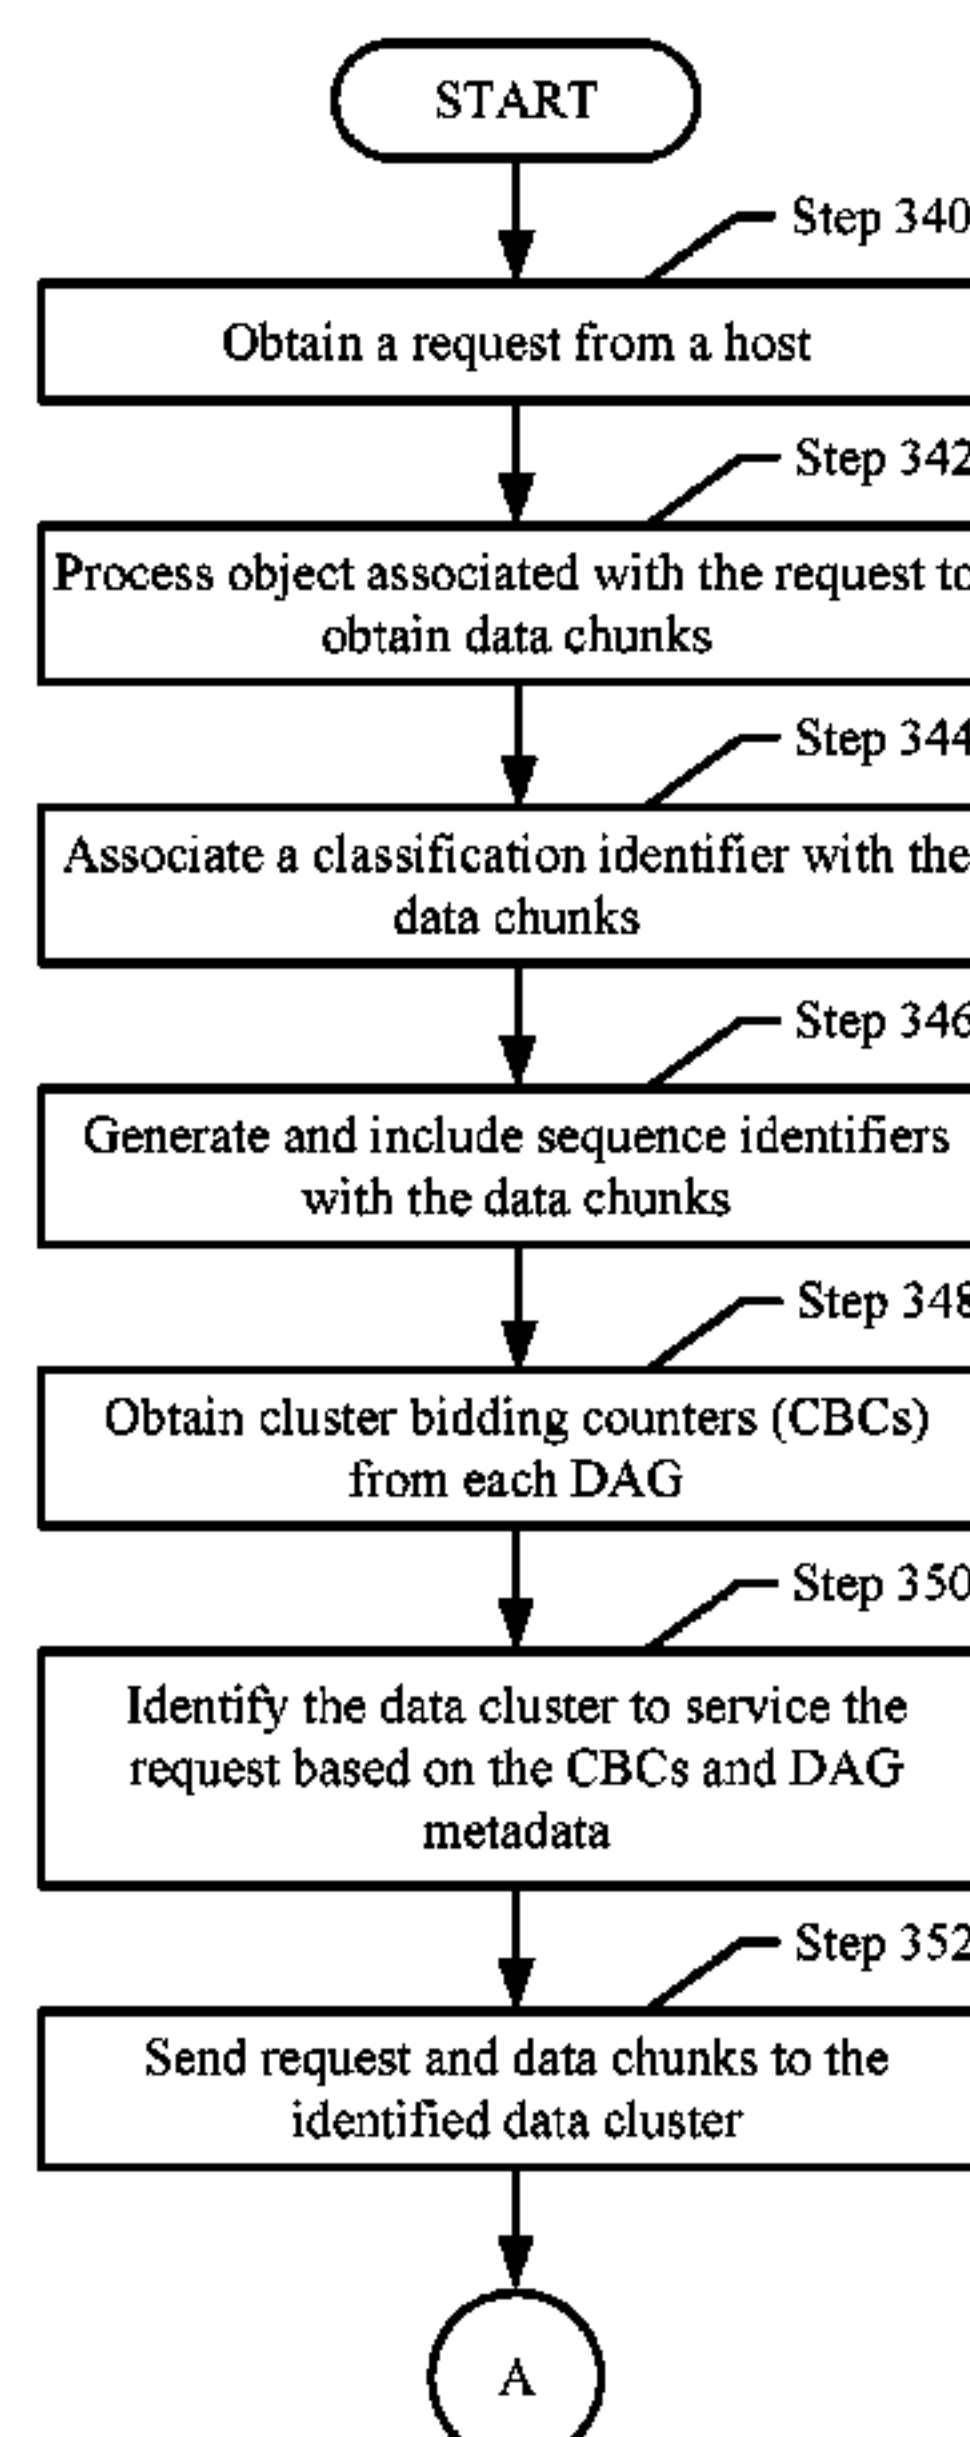 START
Step 340
Obtain a request from a host
Step 342
Process object associated with the request to
obtain data chunks
Step 344
Associate a classification identifier with the
data chunks
Step 346
Generate and include sequence identifiers
with the data chunks
Step 348
Obtain cluster bidding counters (CBCs)
from each DAG
Step 350
Identify the data cluster to service the
request based on the CBCs and DAG
metadata
Step 352
Send request and data chunks to the
identified data cluster
A